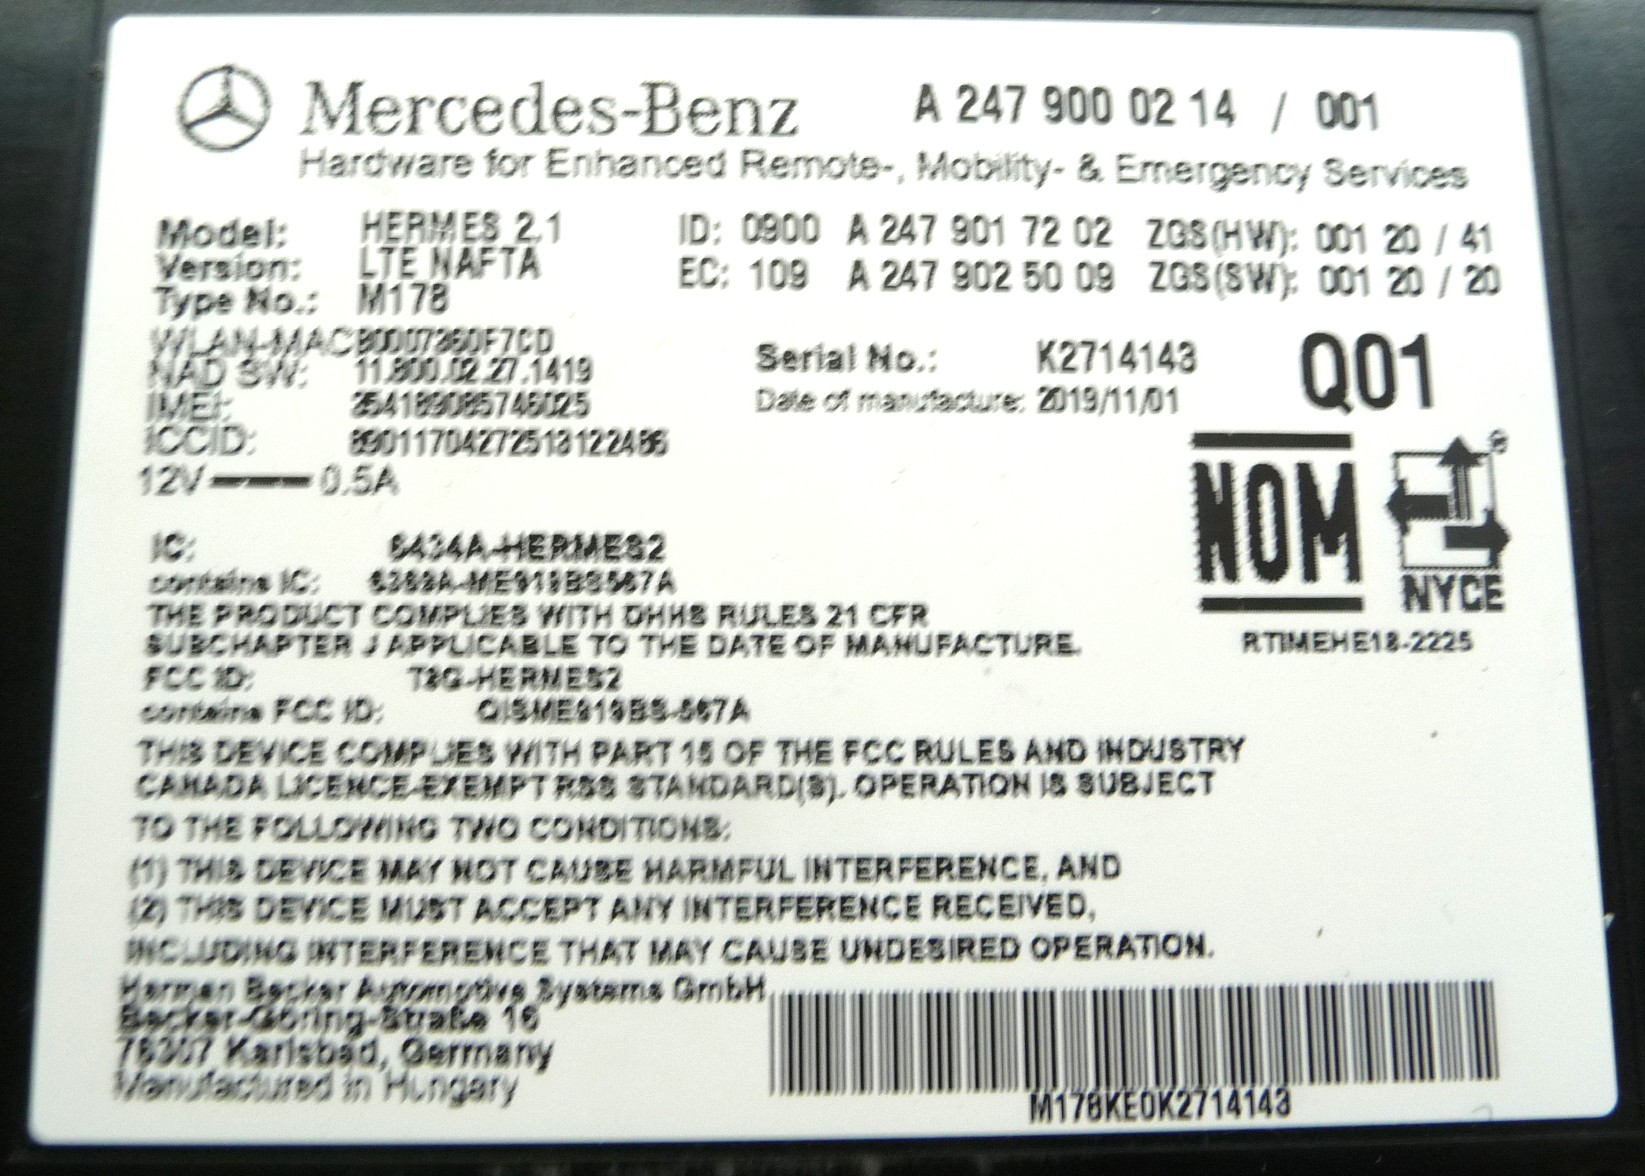 Mercedes-Benz A 247 900 02 14 / 001
Hardware for Enhanced Remote-, Mobility- & Emergency Services
Model: HERMES 2.1 ID: 0900 A 247 901 72 02 ZGS(HW): 001 20 / 41
Version: LTE NAFTA EC: 109 A 247 902 50 09 ZGS(SW): 001 20 / 20
Type No.: M178
WLAN-MAC
NAD SW: 11.800.02.27.1419 Serial No.: K2714143 Q01
IMEI: 354189085746025 Date of manufacture: 2019/11/01
ICCID: 89011704272513122486
12V 0.5A
NOM
NYCE
®
IC: 6434A-HERMES2
contains IC:
THE PRODUCT COMPLIES WITH DHHS RULES 21 CFR
SUBCHAPTER J APPLICABLE TO THE DATE OF MANUFACTURE.
RTIMEHE18-2225
FCC ID: T8G-HERMES2
contains FCC ID:
THIS DEVICE COMPLIES WITH PART 15 OF THE FCC RULES AND INDUSTRY
CANADA LICENCE-EXEMPT RSS STANDARD(S). OPERATION IS SUBJECT
TO THE FOLLOWING TWO CONDITIONS:
(1) THIS DEVICE MAY NOT CAUSE HARMFUL INTERFERENCE, AND
(2) THIS DEVICE MUST ACCEPT ANY INTERFERENCE RECEIVED,
INCLUDING INTERFERENCE THAT MAY CAUSE UNDESIRED OPERATION.
Harman Becker Automotive Systems GmbH
Becker-Göring-Straße 16
76307 Karlsbad, Germany
Manufactured in Hungary
M178KE0K2714143